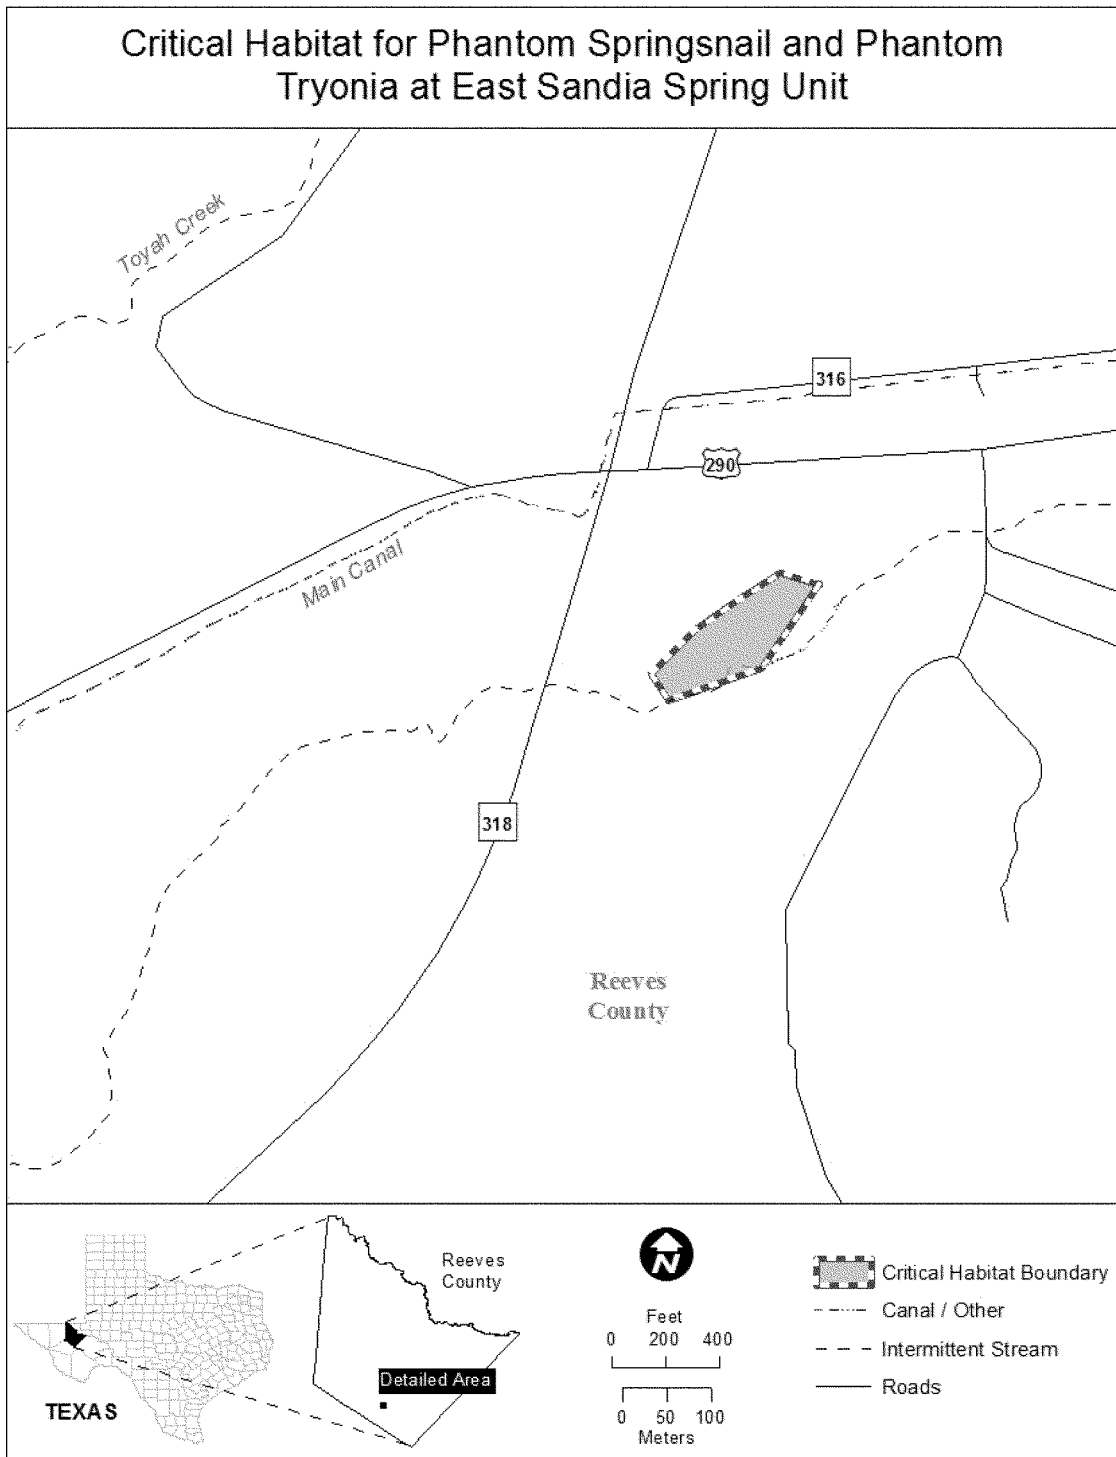 Critical Habitat for Phantom Springsnail and Phantom
Tryonia at East Sandia Spring Unit
Toyah Creek
316
290
Main Canal
318
Reeves
County
Reeves
County
Detailed Area
TEXAS
N
Feet
0 200 400
0 50 100
Meters
Critical Habitat Boundary
Canal / Other
Intermittent Stream
Roads